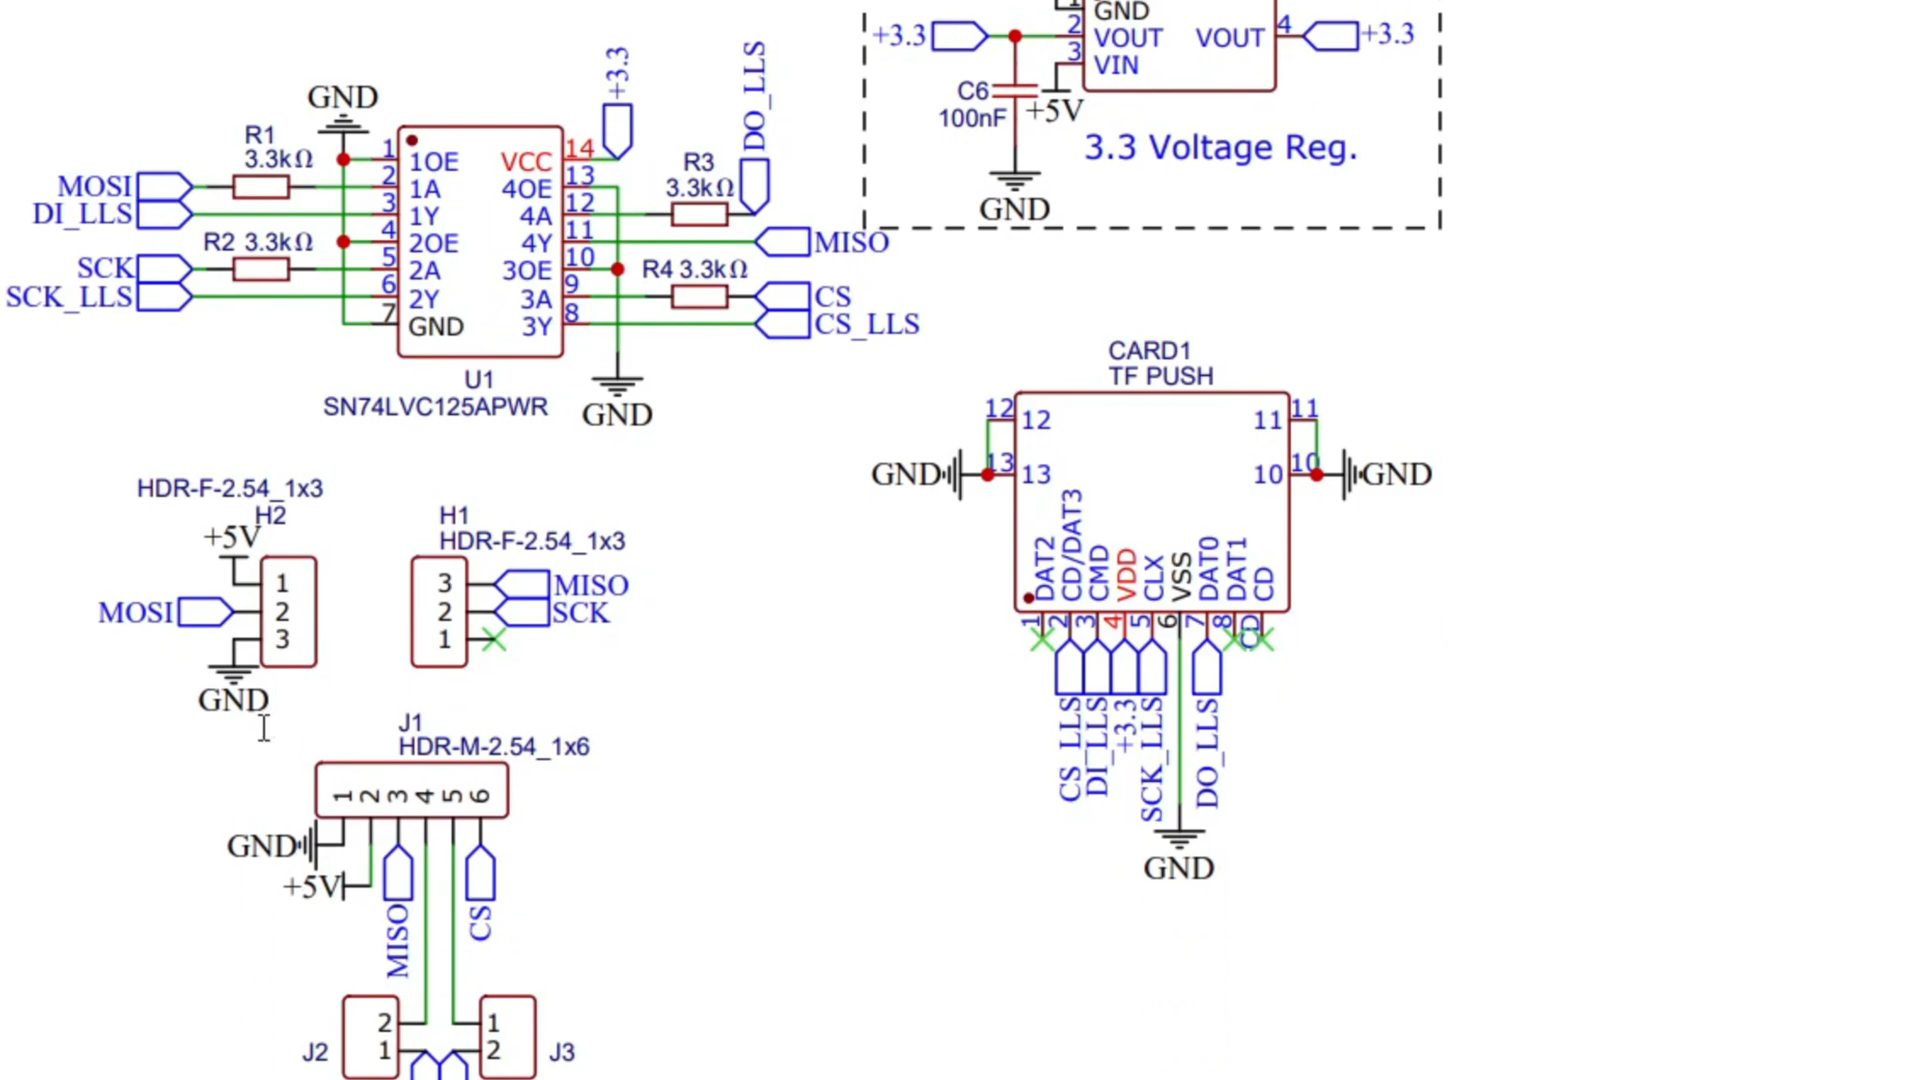 GND
+3.3
2
VOUT
VOUT
4
+3.3
3
VIN
C6
100nF
+5V
3.3 Voltage Reg.
GND
GND
+3.3
DO_LLS
R1
3.3kΩ
MOSI
DI_LLS
R2 3.3kΩ
SCK
SCK_LLS
1
1OE
2
1A
3
1Y
4
2OE
5
2A
6
2Y
7
GND
VCC
14
4OE
13
4A
12
4Y
11
3OE
10
3A
9
3Y
8
R3
3.3kΩ
MISO
R4 3.3kΩ
CS
CS_LLS
U1
SN74LVC125APWR
GND
CARD1
TF PUSH
12
12
11
11
GND
13
13
10
10
GND
DAT2
CD/DAT3
CMD
VDD
CLX
VSS
DAT0
DAT1
CD
1
2
3
4
5
6
7
8
CD
CS_LLS
DI_LLS
+3.3
SCK_LLS
DO_LLS
GND
HDR-F-2.54_1x3
H2
+5V
1
MOSI
2
3
GND
H1
HDR-F-2.54_1x3
3
MISO
2
SCK
1
J1
HDR-M-2.54_1x6
1
2
3
4
5
6
GND
+5V
MISO
CS
2
1
J2
1
2
J3